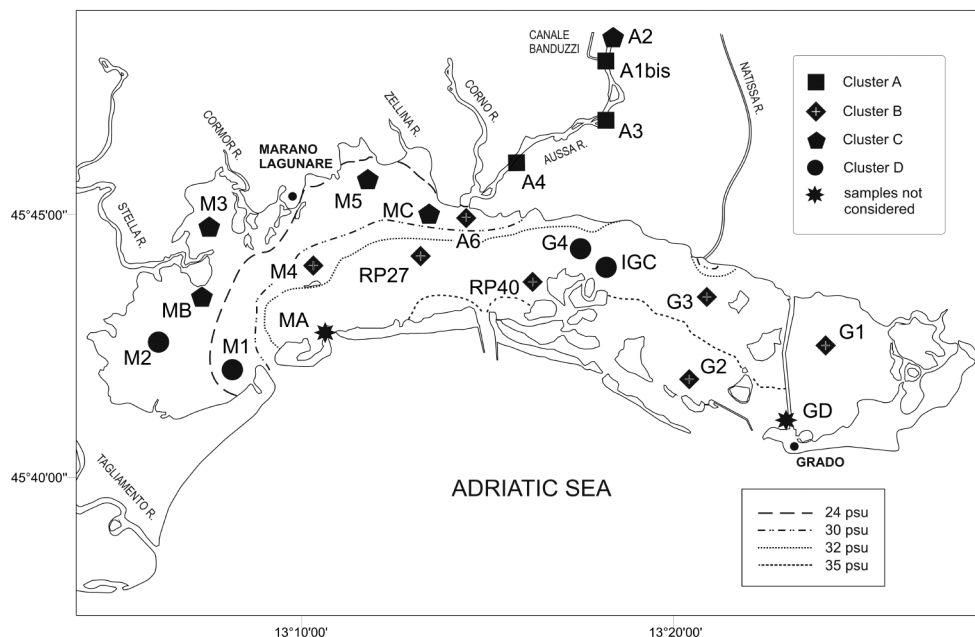 CANALE
BANDUZZI
A2
A1bis
A3
A4
AUSSA R.
NATISSA R.
CORNO R.
ZELLINA R.
CORMOR R.
STELLA R.
MARANO
LAGUNARE
M5
M3
MC
A6
45°45'00"
M4
RP27
G4
IGC
RP40
G3
MB
MA
M2
M1
G1
G2
GD
GRADO
TAGLIAMENTO R.
45°40'00"
ADRIATIC SEA
Cluster A
Cluster B
Cluster C
Cluster D
samples not
considered
24 psu
30 psu
32 psu
35 psu
13°10'00"
13°20'00"